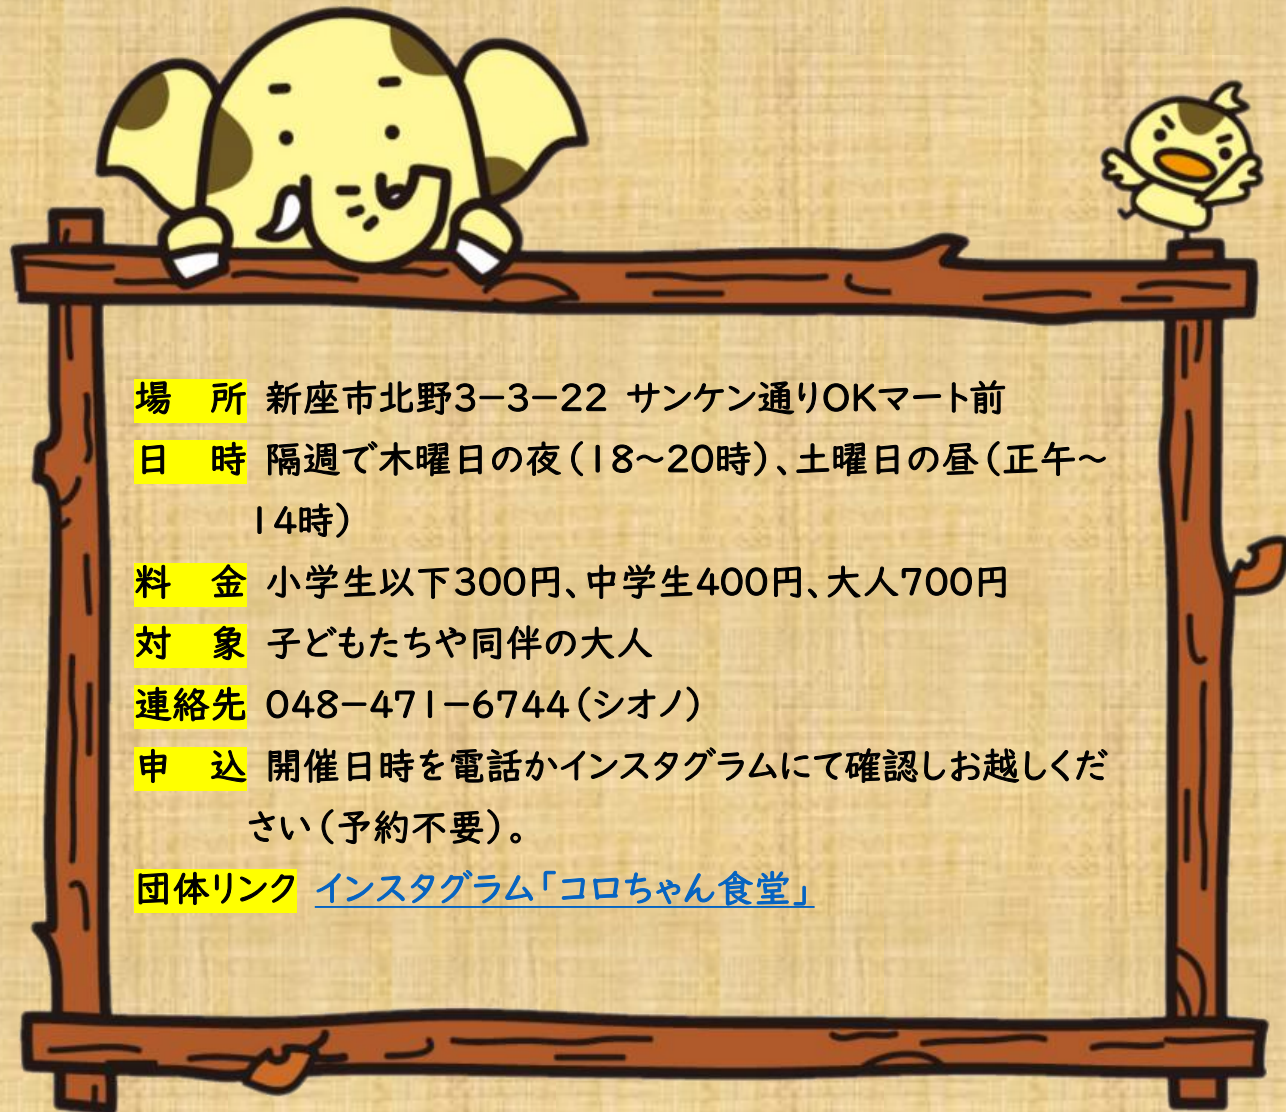 場　所 新座市北野3－3－22 サンケン通りOKマート前
日　時 隔週で木曜日の夜（18～20時）、土曜日の昼（正午～
14時）
料　金 小学生以下300円、中学生400円、大人700円
対　象 子どもたちや同伴の大人
連絡先 048－471－6744（シオノ）
申　込 開催日時を電話かインスタグラムにて確認しお越しくだ
さい（予約不要）。
団体リンク インスタグラム「コロちゃん食堂」